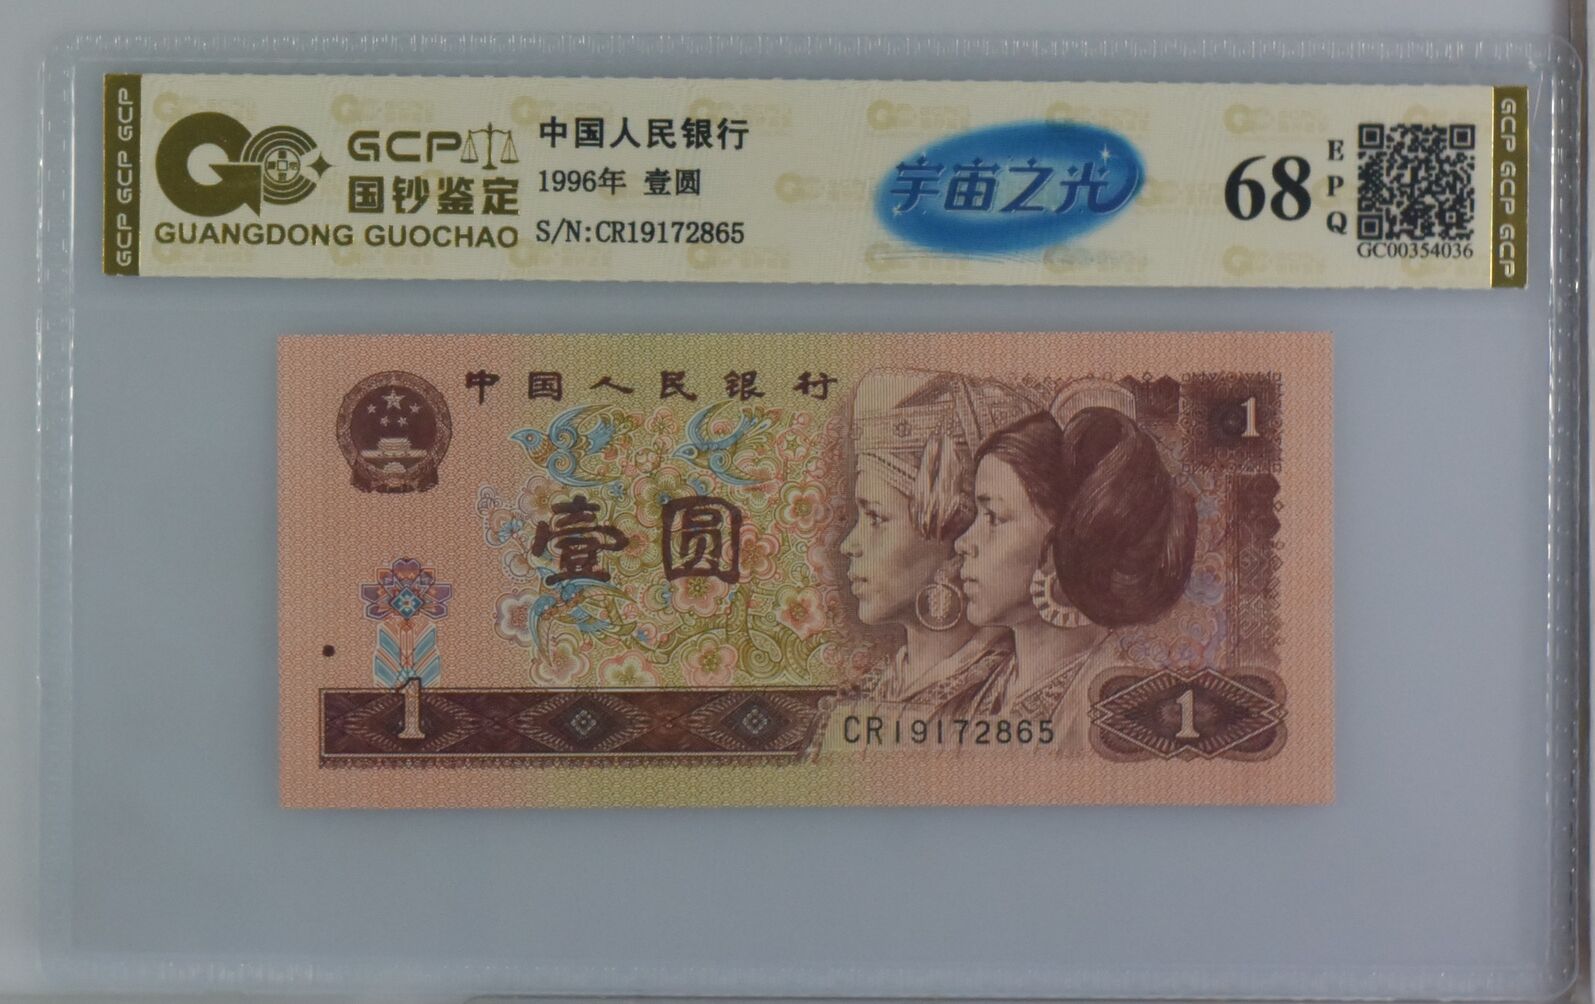 GCP GCP GCP
GCP
国钞鉴定
GUANGDONG GUOCHAO
中国人民银行
1996年 壹圆
S/N:CR19172865
宇宙之光
68
EPQ
GC00354036
GCP GCP GCP
中国人民银行
1
壹圆
1
CR19172865
1